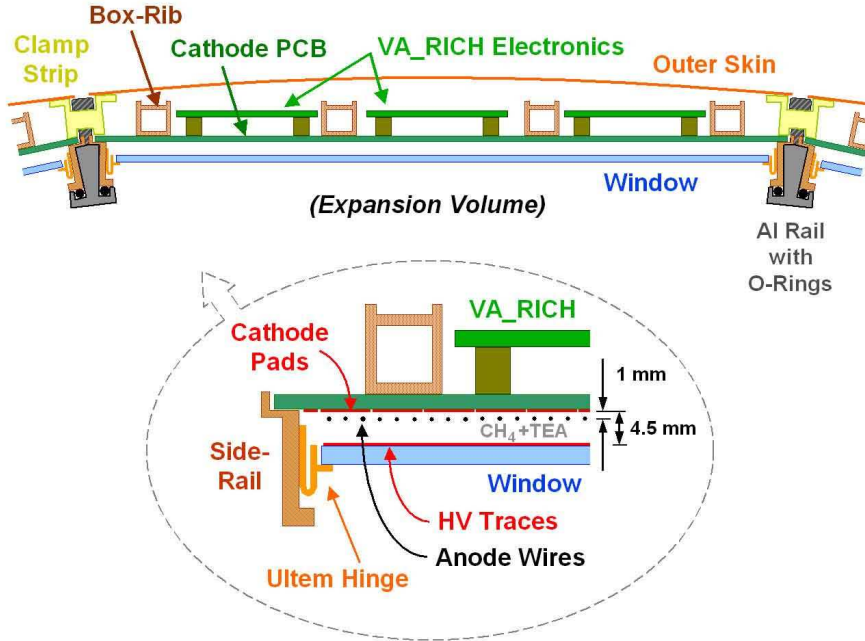 Box-Rib
Clamp
Strip
Cathode PCB
VA_RICH Electronics
Outer Skin
Window
(Expansion Volume)
Al Rail
with
O-Rings
VA_RICH
Cathode
Pads
1 mm
CH₄+TEA
4.5 mm
Side-
Rail
Window
HV Traces
Anode Wires
Ultem Hinge